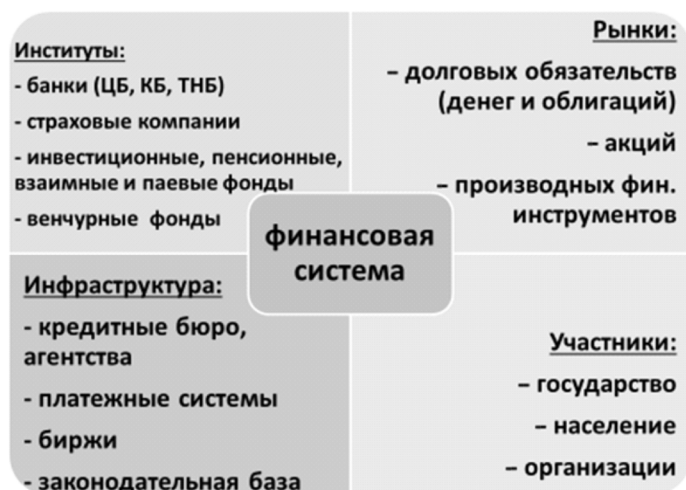 Институты:
- банки (ЦБ, КБ, ТНБ)
- страховые компании
- инвестиционные, пенсионные,
взаимные и паевые фонды
- венчурные фонды
Рынки:
– долговых обязательств
(денег и облигаций)
– акций
– производных фин.
инструментов
финансовая
система
Инфраструктура:
- кредитные бюро,
агентства
- платежные системы
- биржи
- законодательная база
Участники:
– государство
– население
– организации